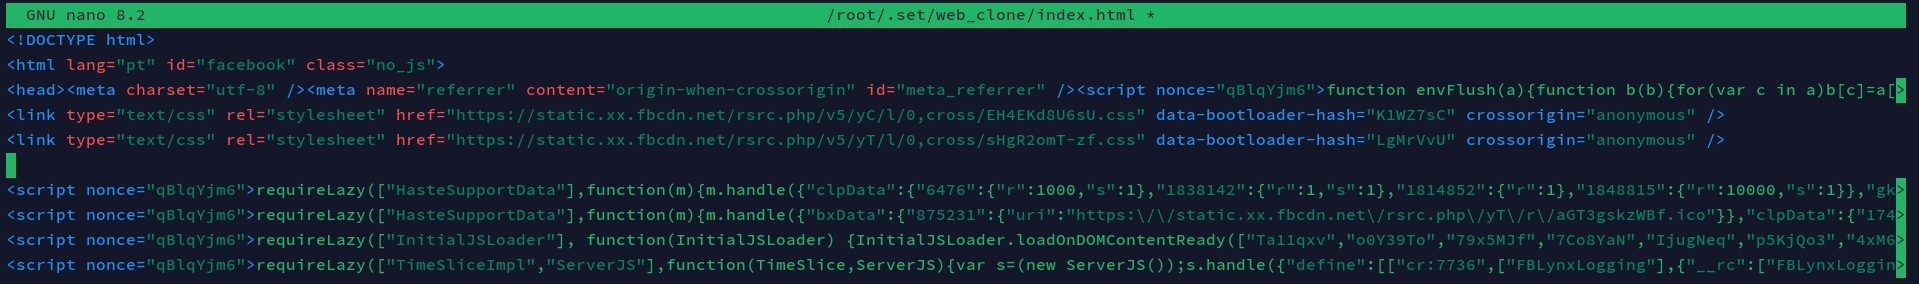 GNU nano 8.2 /root/.set/web_clone/index.html *
<!DOCTYPE html>
<html lang="pt" id="facebook" class="no_js">
<head><meta charset="utf-8" /><meta name="referrer" content="origin-when-crossorigin" id="meta_referrer" /><script nonce="qBlqYjm6">function envFlush(a){function b(b){for(var c in a)b[c]=a[>
<link type="text/css" rel="stylesheet" href="https://static.xx.fbcdn.net/rsrc.php/v5/yC/l/0,cross/EH4EKd8U6sU.css" data-bootloader-hash="K1WZ7sC" crossorigin="anonymous" />
<link type="text/css" rel="stylesheet" href="https://static.xx.fbcdn.net/rsrc.php/v5/yT/l/0,cross/sHgR2omT-zf.css" data-bootloader-hash="LgMrVvU" crossorigin="anonymous" />
<script nonce="qBlqYjm6">requireLazy(["HasteSupportData"],function(m){m.handle({"clpData":{"6476":{"r":1000,"s":1},"1838142":{"r":1,"s":1},"1814852":{"r":1},"1848815":{"r":10000,"s":1}},"gk>
<script nonce="qBlqYjm6">requireLazy(["HasteSupportData"],function(m){m.handle({"bxData":{"875231":{"uri":"https:\/\/static.xx.fbcdn.net\/rsrc.php\/yT\/r\/aGT3gskzWBf.ico"}},"clpData":{"174>
<script nonce="qBlqYjm6">requireLazy(["InitialJSLoader"], function(InitialJSLoader) {InitialJSLoader.loadOnDOMContentReady(["Ta11qxv","o0Y39To","79x5MJf","7Co8YaN","IjugNeq","p5KjQo3","4xM6>
<script nonce="qBlqYjm6">requireLazy(["TimeSliceImpl","ServerJS"],function(TimeSlice,ServerJS){var s=(new ServerJS());s.handle({"define":[["cr:7736",["FBLynxLogging"],{"__rc":["FBLynxLoggin>